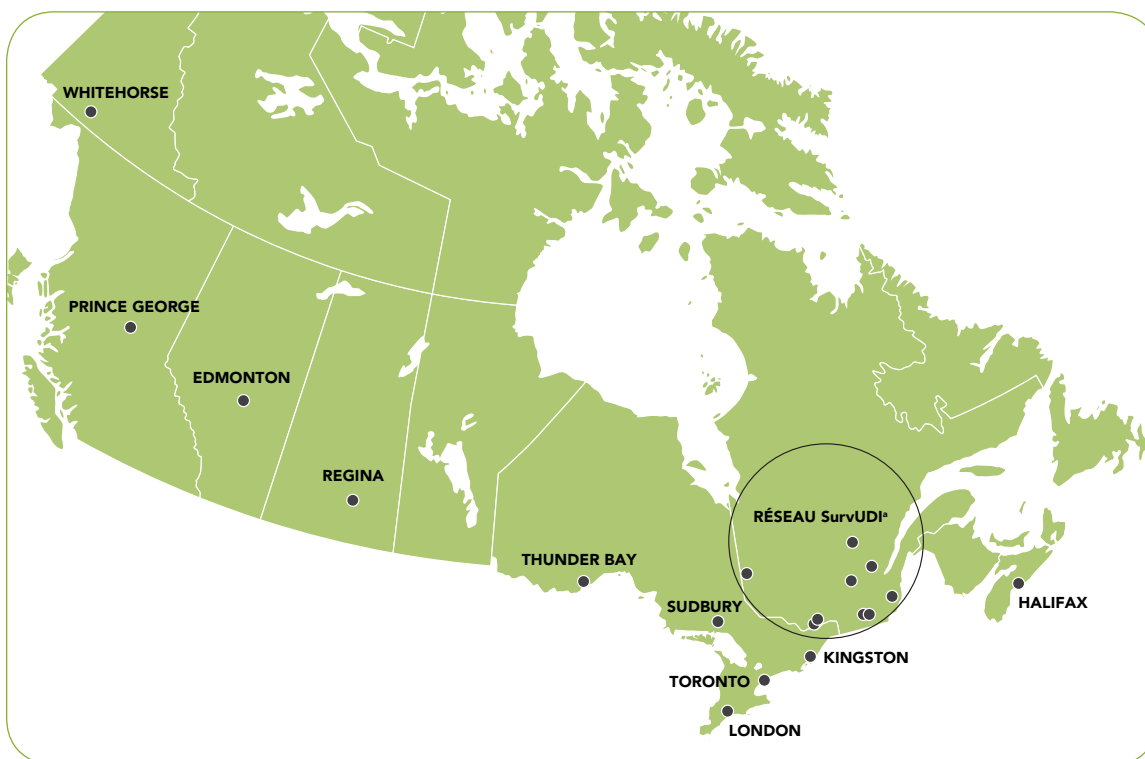 WHITEHORSE
PRINCE GEORGE
EDMONTON
REGINA
RÉSEAU SurvUDIᵃ
THUNDER BAY
SUDBURY
HALIFAX
KINGSTON
TORONTO
LONDON